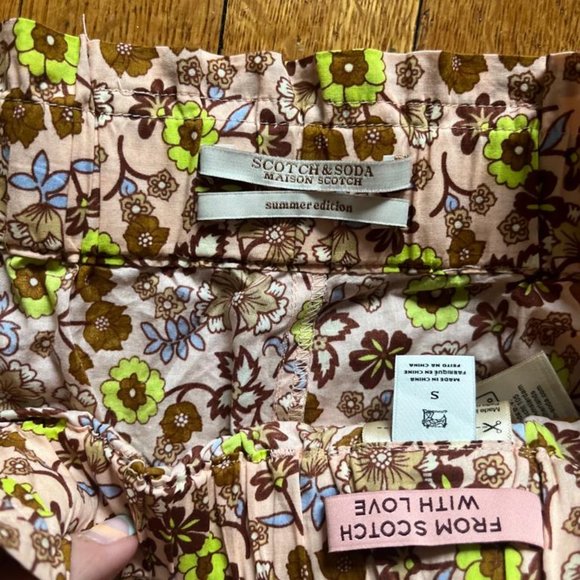 SCOTCH & SODA
MAISON SCOTCH
summer edition
MADE IN CHINA
FABRIQUÉ EN CHINE
FEITO NA CHINA
S
FROM SCOTCH
WITH LOVE